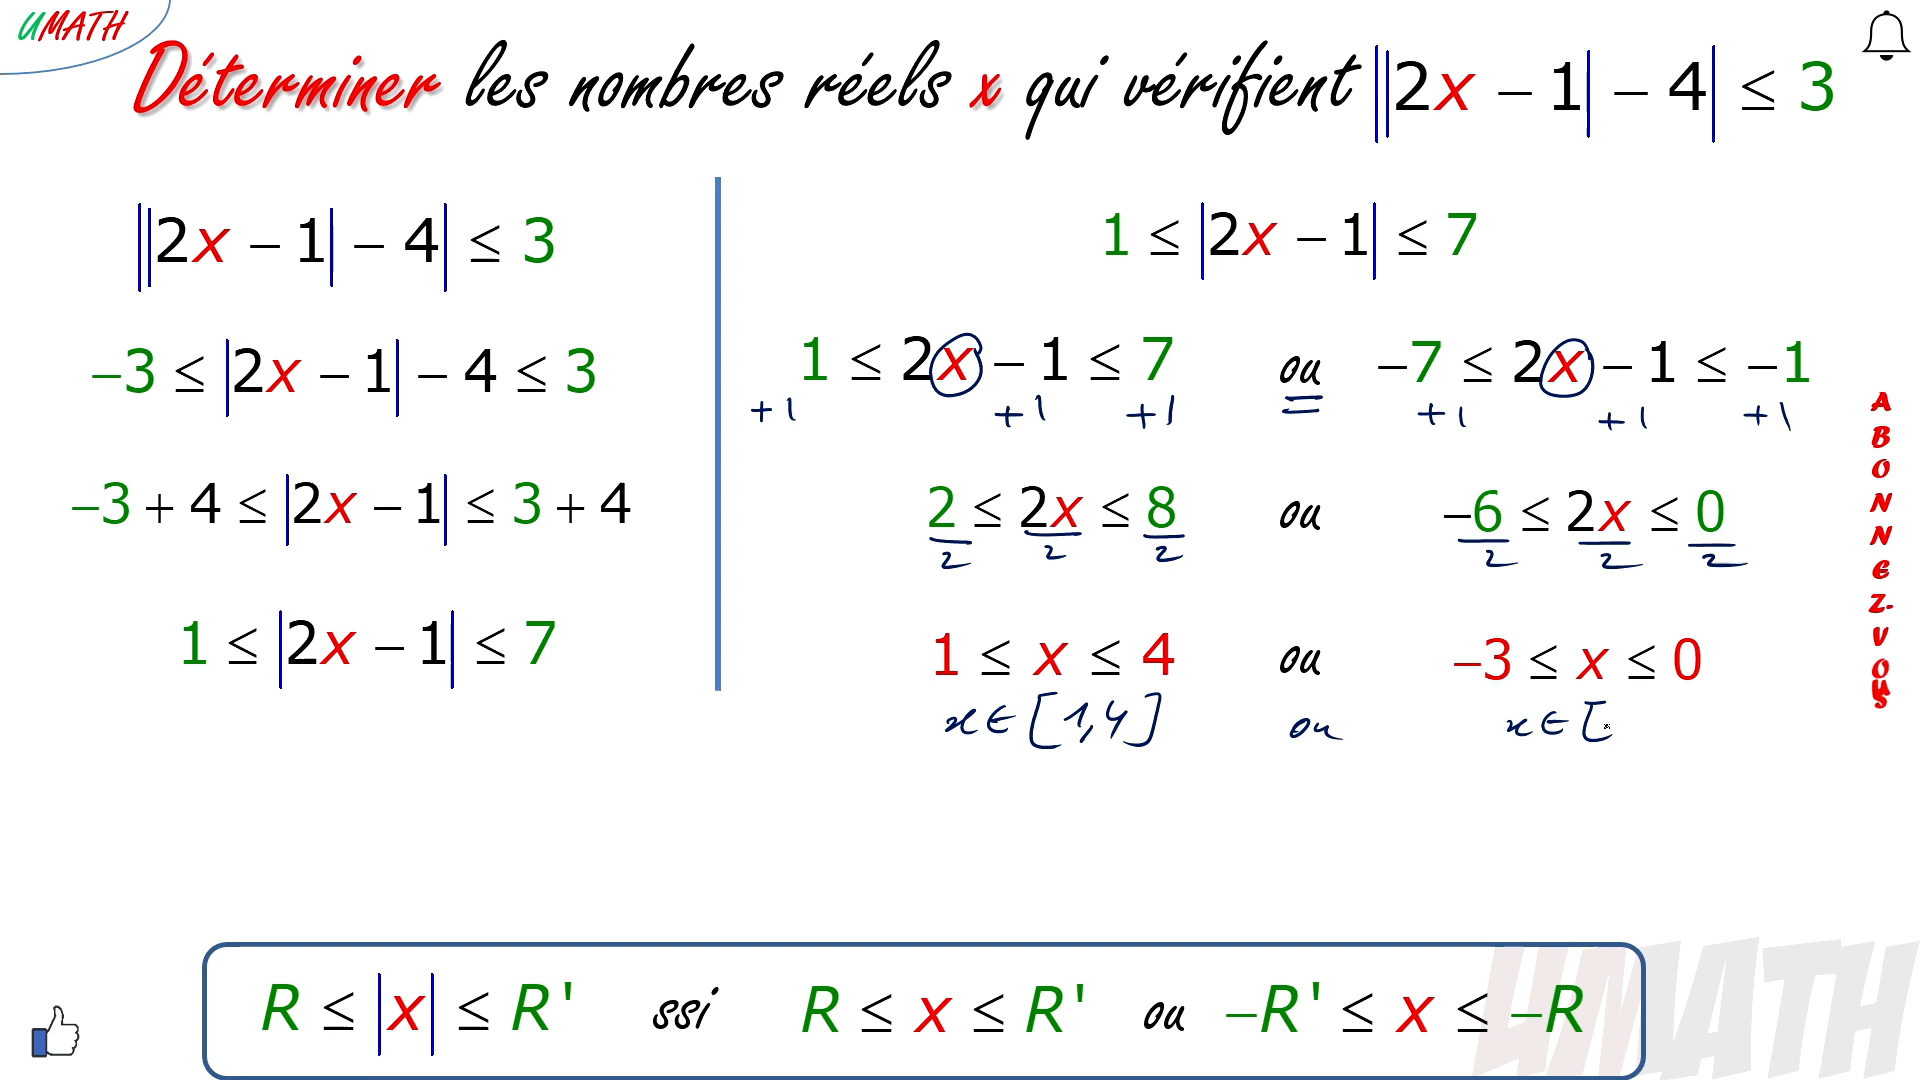 UMATH
Déterminer les nombres réels x qui vérifient ||2x − 1| − 4| ≤ 3
||2x − 1| − 4| ≤ 3
−3 ≤ |2x − 1| − 4 ≤ 3
−3 + 4 ≤ |2x − 1| ≤ 3 + 4
1 ≤ |2x − 1| ≤ 7
1 ≤ |2x − 1| ≤ 7
1 ≤ 2x − 1 ≤ 7 ou −7 ≤ 2x − 1 ≤ −1
+1 +1 +1 +1 +1 +1
2 ≤ 2x ≤ 8 ou −6 ≤ 2x ≤ 0
2 2 2 2 2 2
1 ≤ x ≤ 4 ou −3 ≤ x ≤ 0
x ∈ [1,4] ou x ∈ [
ABONNEZ-VOUS
R ≤ |x| ≤ R' ssi R ≤ x ≤ R' ou −R' ≤ x ≤ −R
UMATH